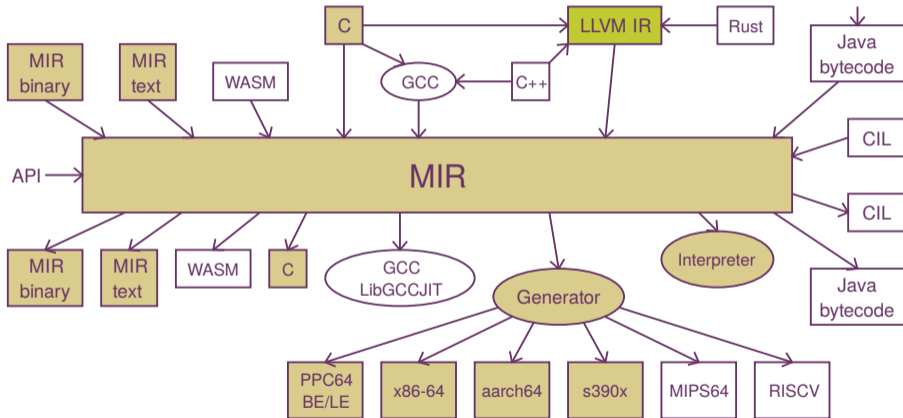 C
LLVM IR
Rust
Java
bytecode
MIR
binary
MIR
text
WASM
GCC
C++
API
MIR
CIL
CIL
MIR
binary
MIR
text
WASM
C
GCC
LibGCCJIT
Generator
Interpreter
Java
bytecode
PPC64
BE/LE
x86-64
aarch64
s390x
MIPS64
RISCV